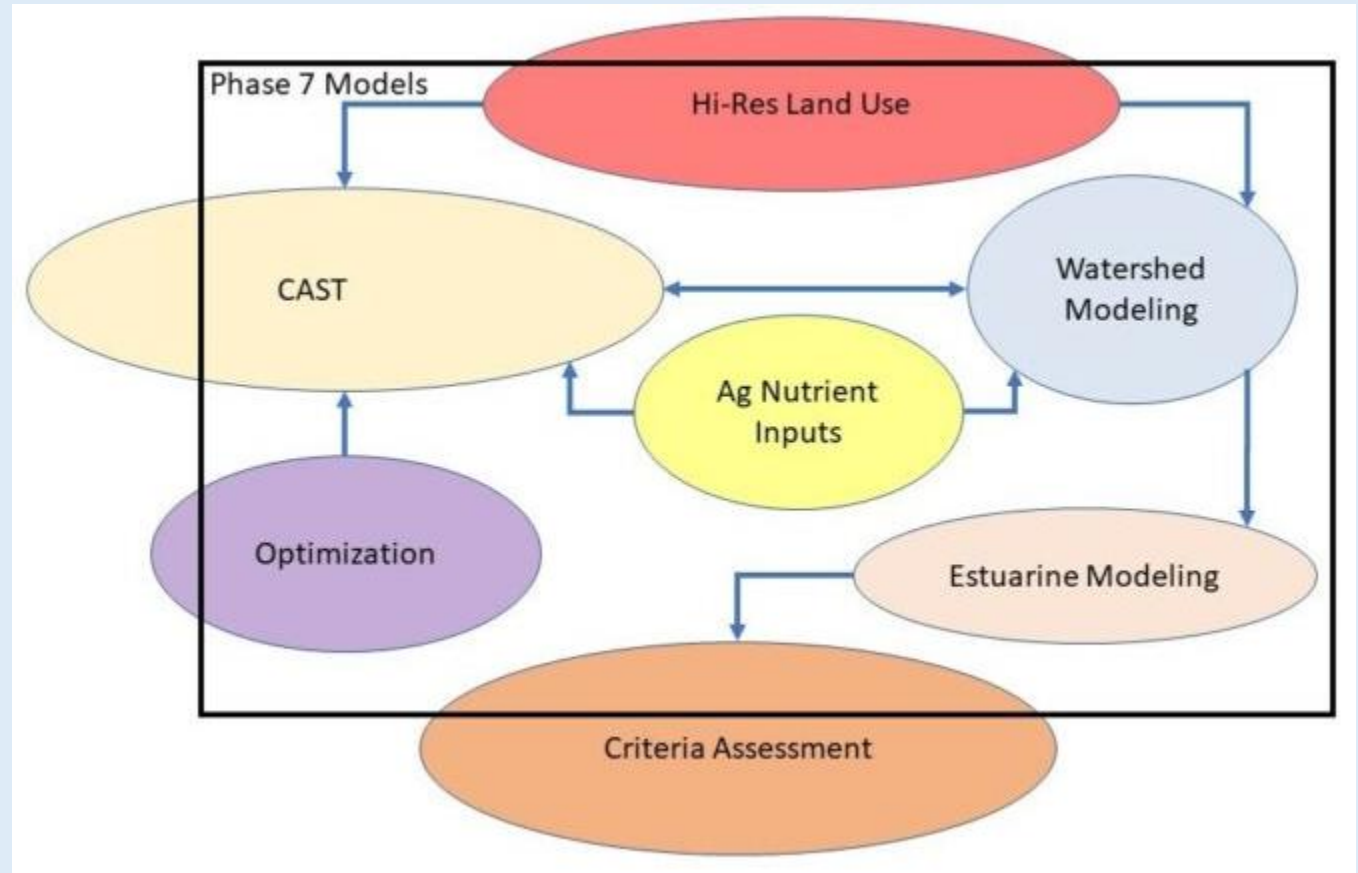 Phase 7 Models
Hi-Res Land Use
CAST
Watershed
Modeling
Ag Nutrient
Inputs
Optimization
Estuarine Modeling
Criteria Assessment